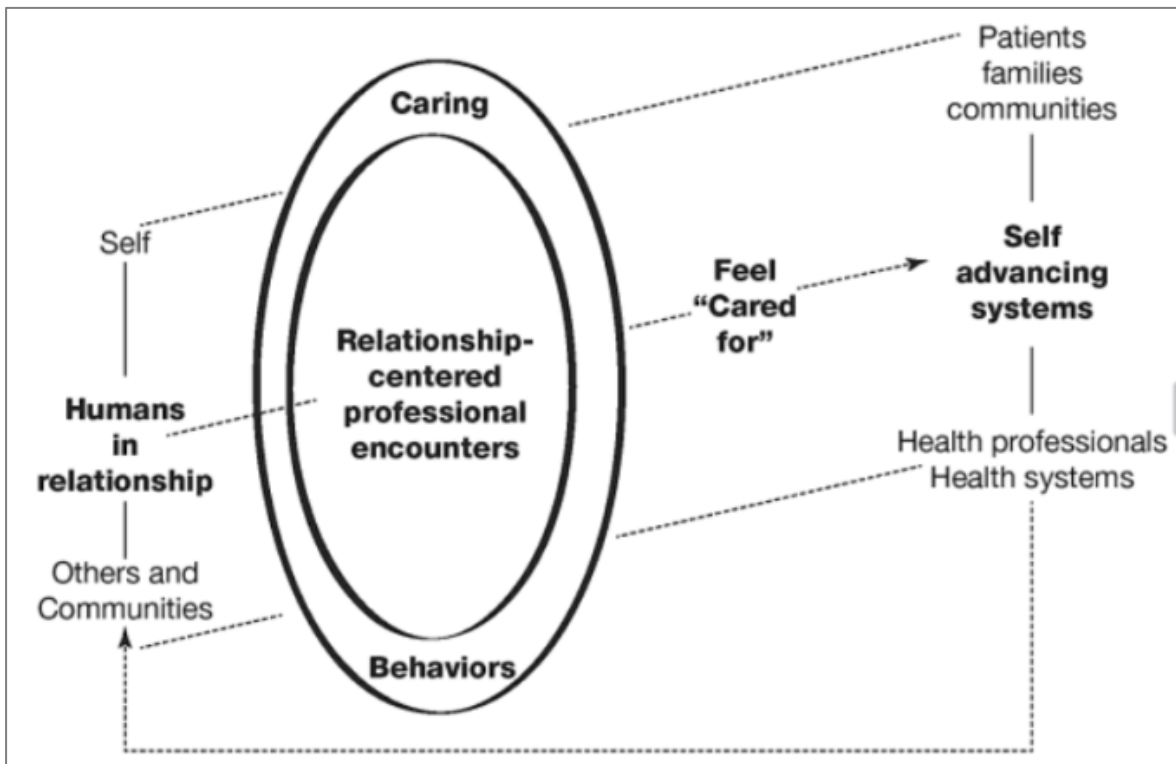 Patients
families
communities
Caring
Self
Self
advancing
systems
Feel
“Cared
for”
Relationship-
centered
professional
encounters
Humans
in
relationship
Health professionals
Health systems
Others and
Communities
Behaviors